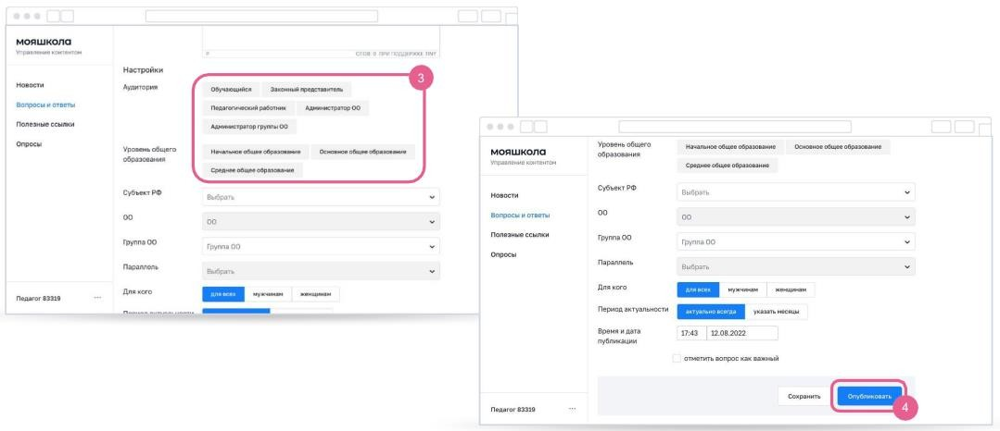 мояшкола
Управление контентом
Новости
Вопросы и ответы
Полезные ссылки
Опросы
Педагог 83319 ...
P СЛОВ: 0 ПРИ ПОДДЕРЖКЕ TINY
Настройки
Аудитория
Обучающийся Законный представитель
Педагогический работник Администратор ОО
Администратор группы ОО
3
Уровень общего
образования
Начальное общее образование Основное общее образование
Среднее общее образование
Субъект РФ Выбрать
ОО ОО
Группа ОО Группа ОО
Параллель Выбрать
Для кого для всех мужчинам женщинам
Период актуальности
мояшкола
Управление контентом
Новости
Вопросы и ответы
Полезные ссылки
Опросы
Педагог 83319 ...
Уровень общего
образования
Начальное общее образование Основное общее образование
Среднее общее образование
Субъект РФ Выбрать
ОО ОО
Группа ОО Группа ОО
Параллель Выбрать
Для кого для всех мужчинам женщинам
Период актуальности актуально всегда указать месяцы
Время и дата
публикации
17:43 12.08.2022
отметить вопрос как важный
Сохранить Опубликовать
4